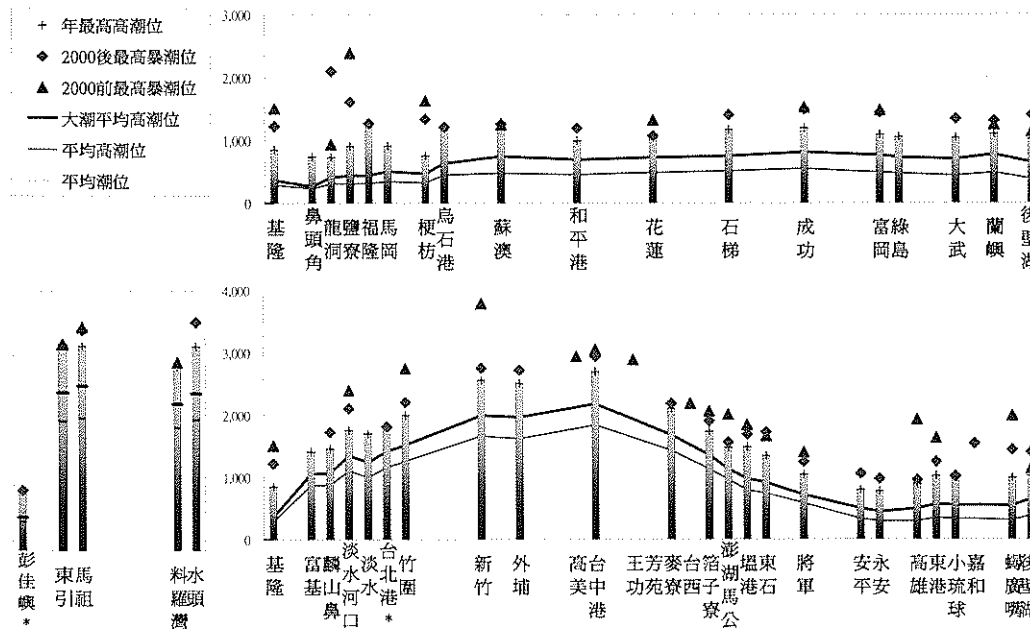 年最高高潮位
2000後最高暴潮位
2000前最高暴潮位
大潮平均高潮位
平均高潮位
平均潮位
3,000
2,000
1,000
0
基隆
鼻頭角
龍洞
鹽寮
福隆
馬岡
梗枋
烏石港
蘇澳
和平港
花蓮
石梯
成功
富岡
綠島
大武
蘭嶼
後壁湖
4,000
3,000
2,000
1,000
0
彭佳嶼*
東引
馬祖
料羅灣
水頭
基隆
富基
麟山鼻
淡水河口
淡水
台北港*
竹圍
新竹
外埔
高美
台中港
王功
芳苑
麥寮
台西
箔子寮
澎湖馬公
塭港
東石
將軍
安平
永安
高雄
東港
小琉球
嘉和
蟳廣嘴